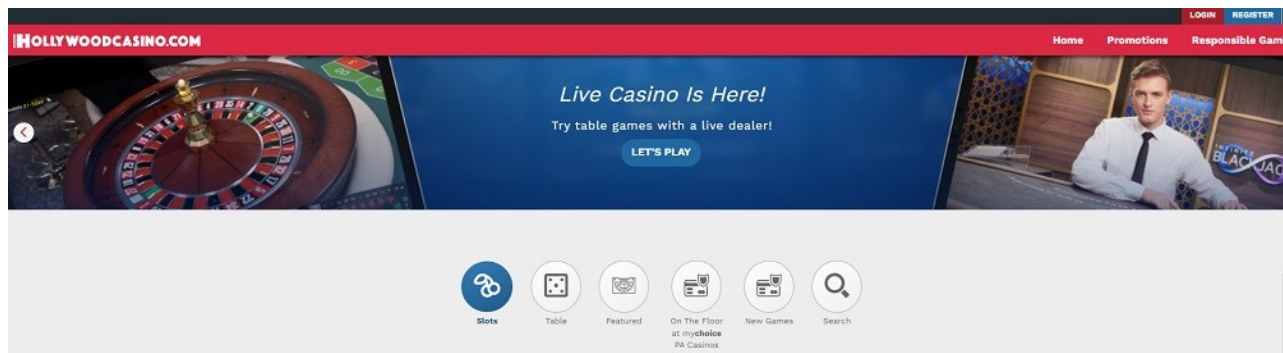 LOGIN REGISTER
HOLLYWOODCASINO.COM
Home Promotions Responsible Gam
Live Casino Is Here!
Try table games with a live dealer!
LET'S PLAY
BLACKJAC
Slots Table Featured On The Floor New Games Search
at mychoice
PA Casinos